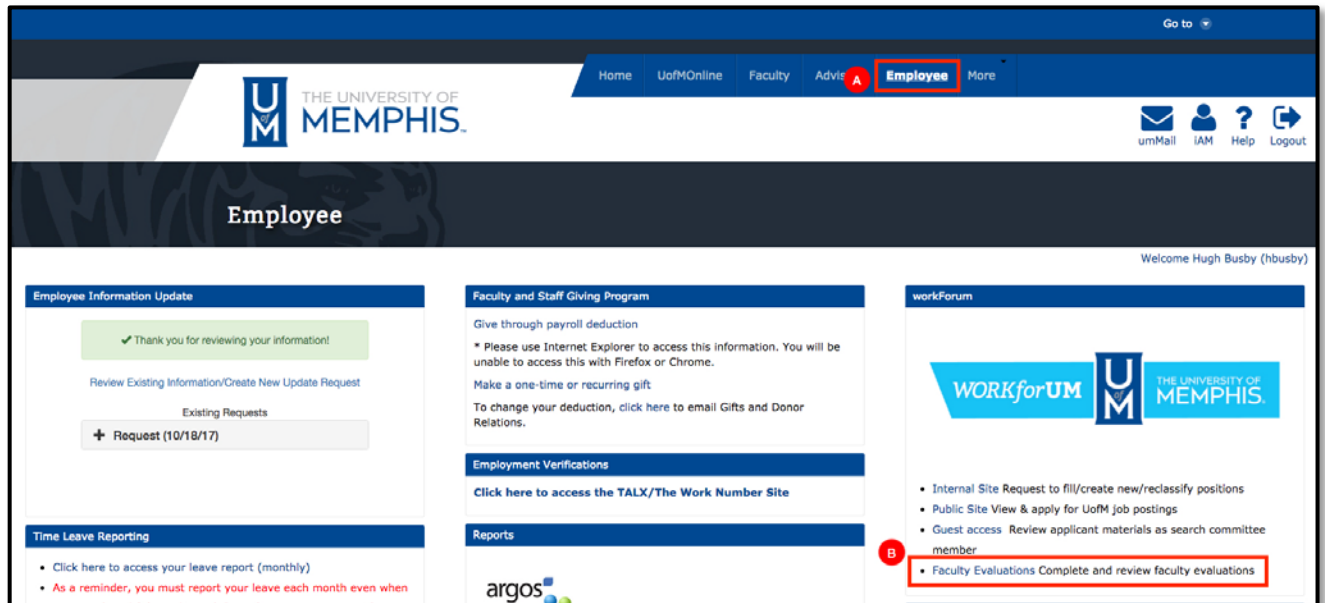 Go to
Home UofMOnline Faculty Advis A Employee More
U
of
M
THE UNIVERSITY OF
MEMPHIS™
umMail iAM Help Logout
Employee
Welcome Hugh Busby (hbusby)
Employee Information Update
✔ Thank you for reviewing your information!
Review Existing Information/Create New Update Request
Existing Requests
+ Request (10/18/17)
Time Leave Reporting
• Click here to access your leave report (monthly)
• As a reminder, you must report your leave each month even when
Faculty and Staff Giving Program
Give through payroll deduction
* Please use Internet Explorer to access this information. You will be
unable to access this with Firefox or Chrome.
Make a one-time or recurring gift
To change your deduction, click here to email Gifts and Donor
Relations.
Employment Verifications
Click here to access the TALX/The Work Number Site
Reports
argos
workForum
WORKforUM
U
of
M
THE UNIVERSITY OF
MEMPHIS.
• Internal Site Request to fill/create new/reclassify positions
• Public Site View & apply for UofM job postings
• Guest access Review applicant materials as search committee
member
B
• Faculty Evaluations Complete and review faculty evaluations